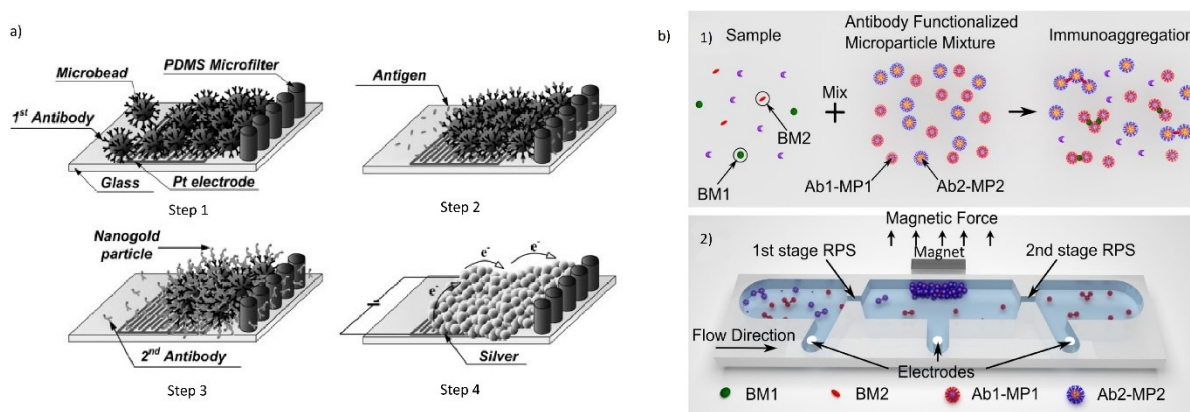 a)
Microbead
PDMS Microfilter
1st Antibody
Glass
Pt electrode
Step 1
Antigen
Step 2
Nanogold
particle
2nd Antibody
Step 3
e-
e-
e-
Silver
Step 4
b)
1)
Sample
Antibody Functionalized
Microparticle Mixture
Immunoaggregation
Mix
+
BM2
BM1
Ab1-MP1
Ab2-MP2
2)
Magnetic Force
Magnet
1st stage RPS
2nd stage RPS
Flow Direction
Electrodes
BM1
BM2
Ab1-MP1
Ab2-MP2